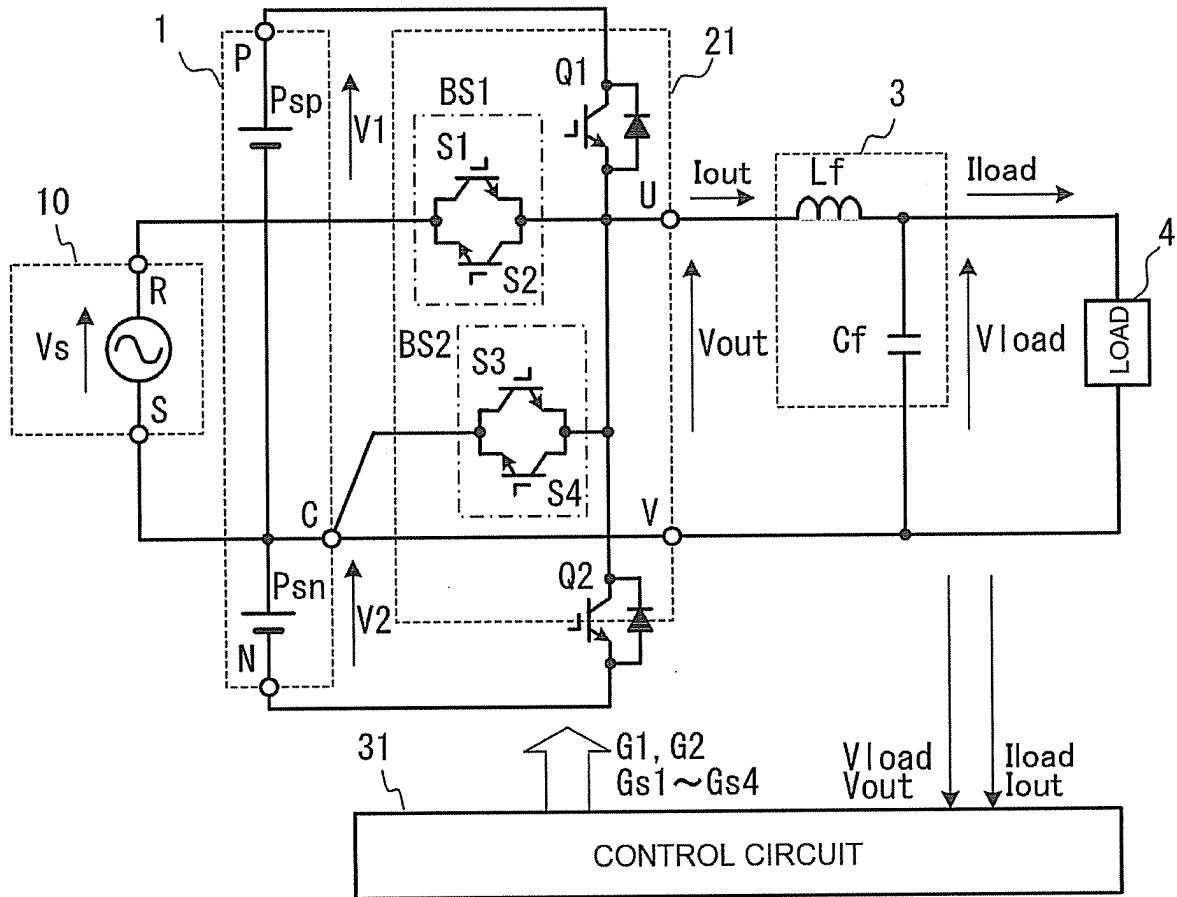 1
P
Psp
V1
BS1
Q1
21
S1
S2
U
Iout
3
Lf
Iload
10
R
Vs
S
BS2
S3
S4
Vout
Cf
Vload
4
LOAD
C
V
Psn
V2
Q2
N
31
G1, G2
Gs1～Gs4
Vload
Vout
Iload
Iout
CONTROL CIRCUIT